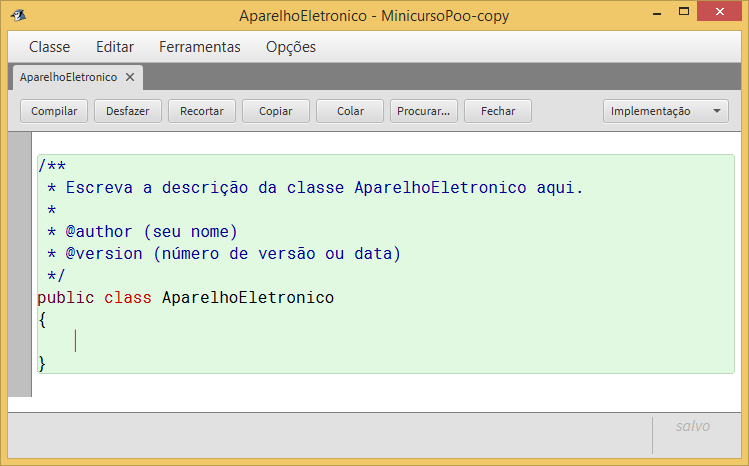 AparelhoEletronico - MinicursoPoo-copy
Classe Editar Ferramentas Opções
AparelhoEletronico
Compilar Desfazer Recortar Copiar Colar Procurar... Fechar Implementação
/**
 * Escreva a descrição da classe AparelhoEletronico aqui.
 *
 * @author (seu nome)
 * @version (número de versão ou data)
 */
public class AparelhoEletronico
{
}
salvo